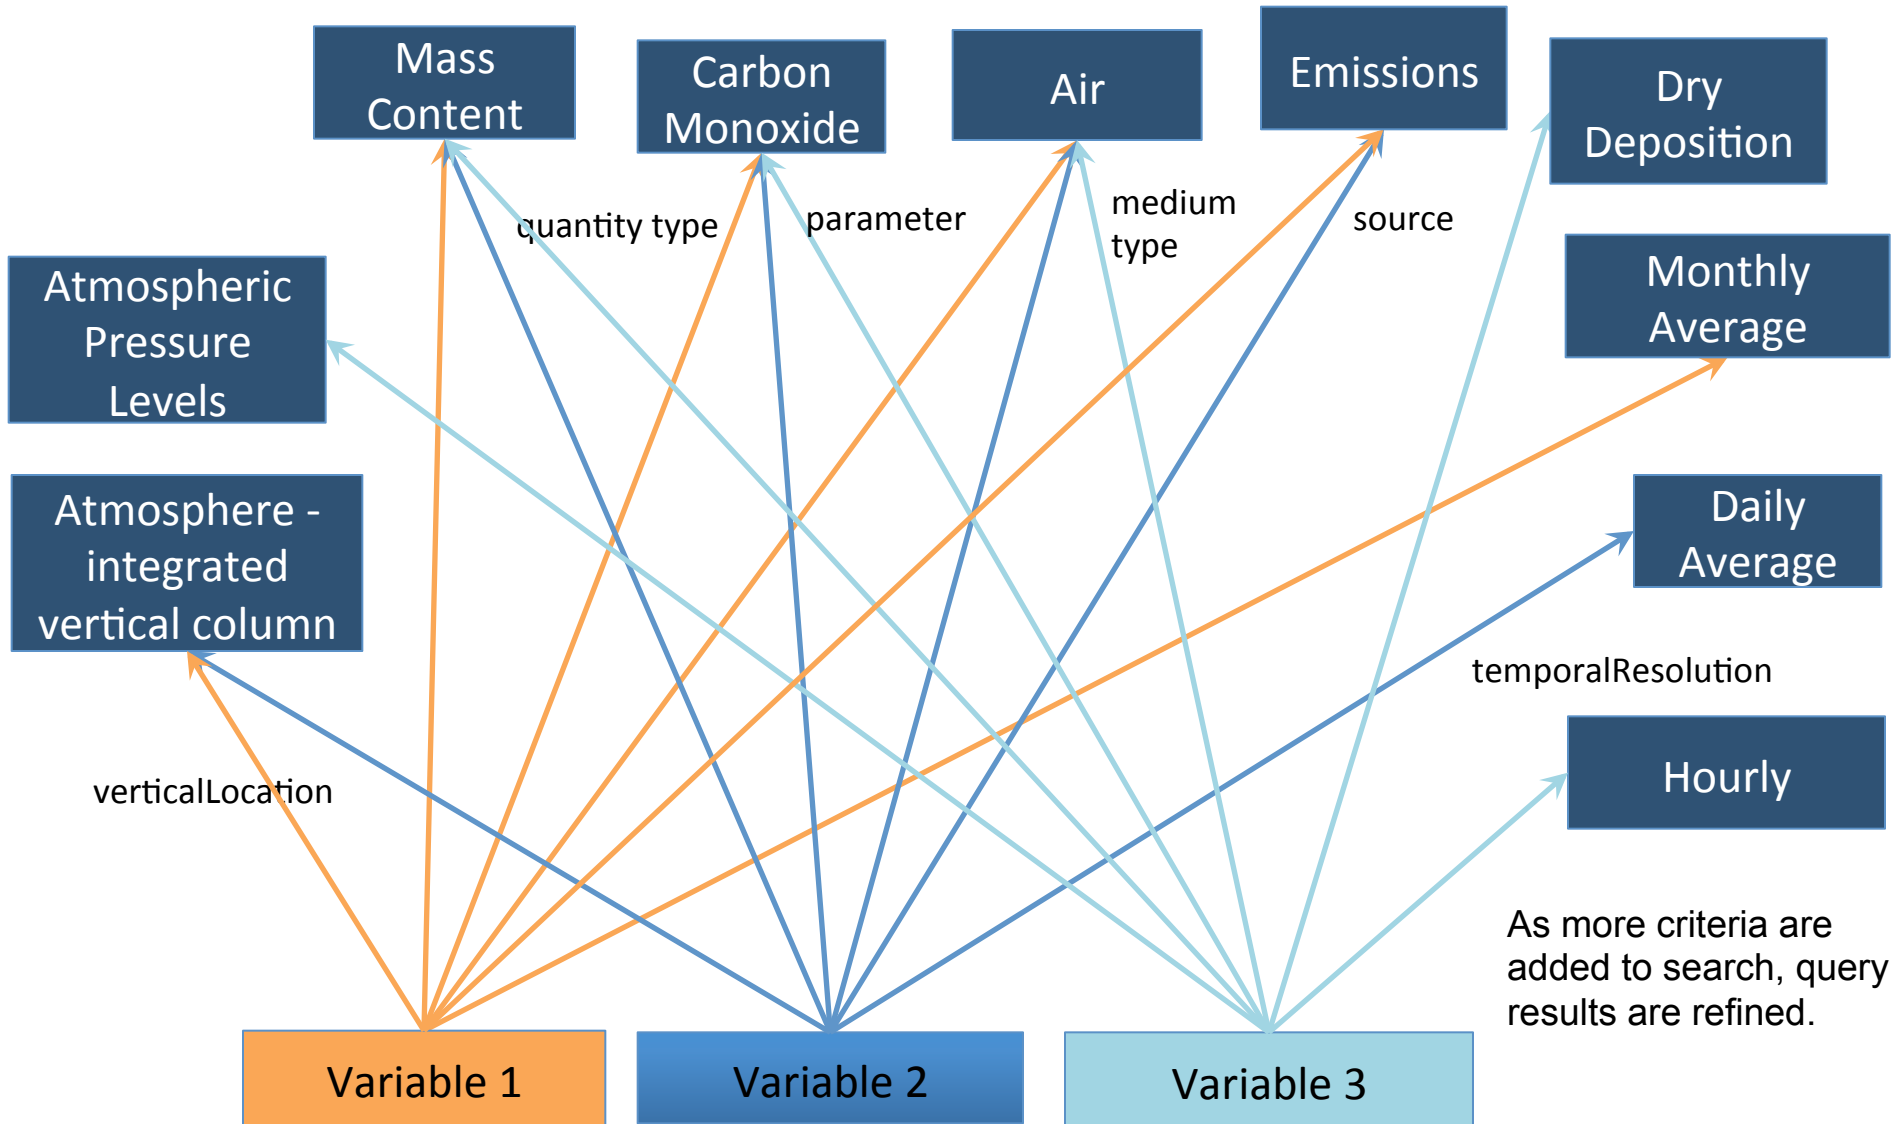 Mass
Content
Carbon
Monoxide
Air
Emissions
Dry
Deposition
quantity type
parameter
medium
type
source
Atmospheric
Pressure
Levels
Monthly
Average
Atmosphere -
integrated
vertical column
Daily
Average
temporalResolution
verticalLocation
Hourly
As more criteria are
added to search, query
results are refined.
Variable 1
Variable 2
Variable 3